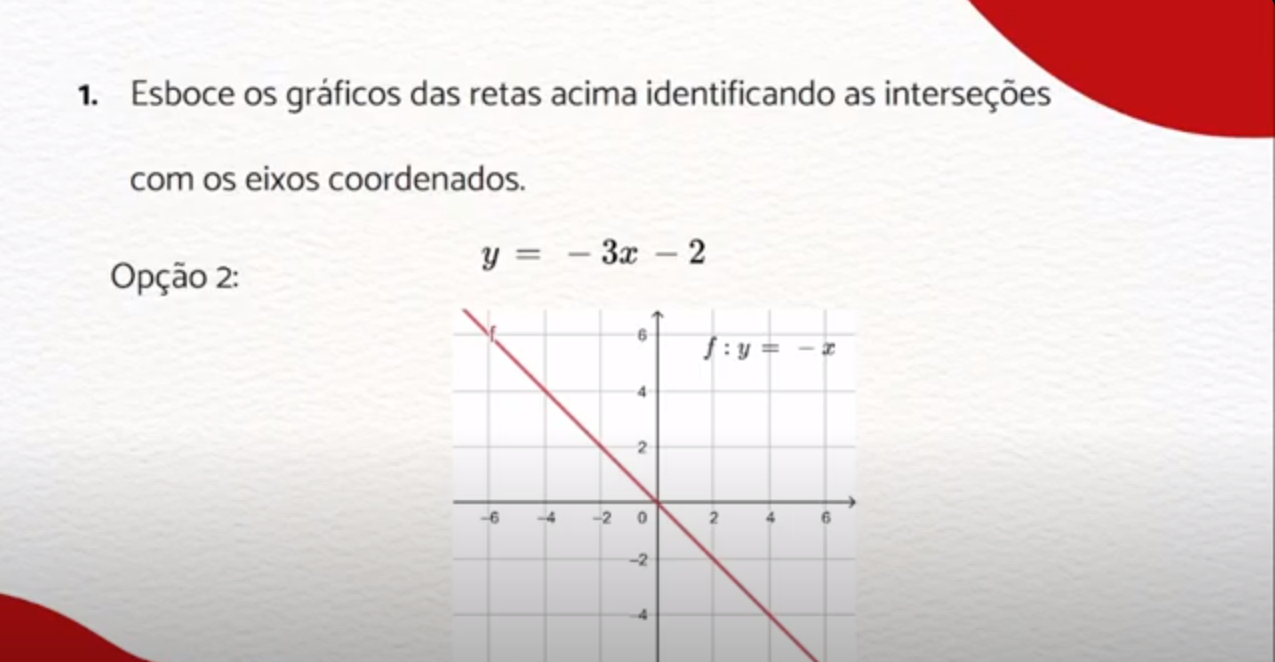 1. Esboce os gráficos das retas acima identificando as interseções
com os eixos coordenados.
y = − 3x − 2
Opção 2:
f
6
f : y = − x
4
2
−6 −4 −2 0 2 4 6
−2
−4